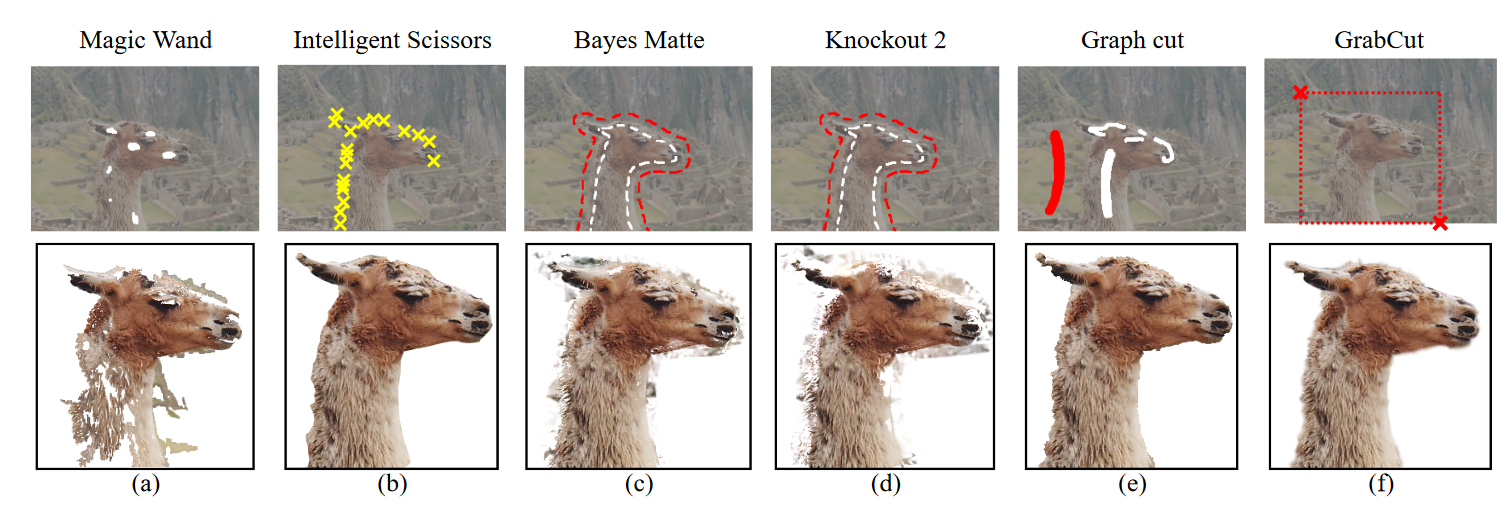 Magic Wand Intelligent Scissors Bayes Matte Knockout 2 Graph cut GrabCut
(a) (b) (c) (d) (e) (f)